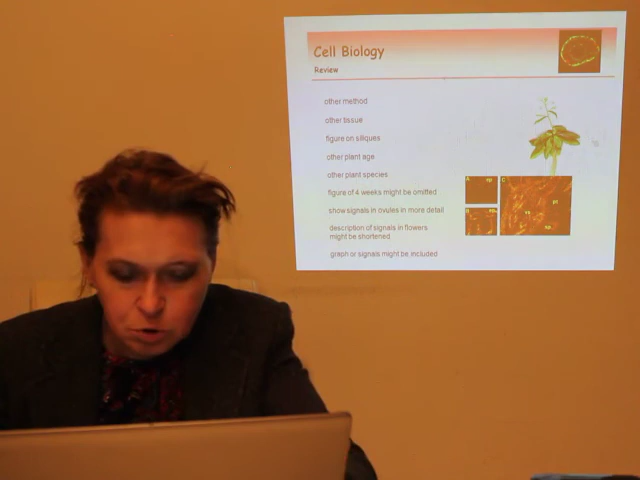 Cell Biology
Review
other method
other tissue
figure on siliques
other plant age
other plant species
figure of 4 weeks might be omitted
show signals in ovules in more detail
description of signals in flowers
might be shortened
graph or signals might be included